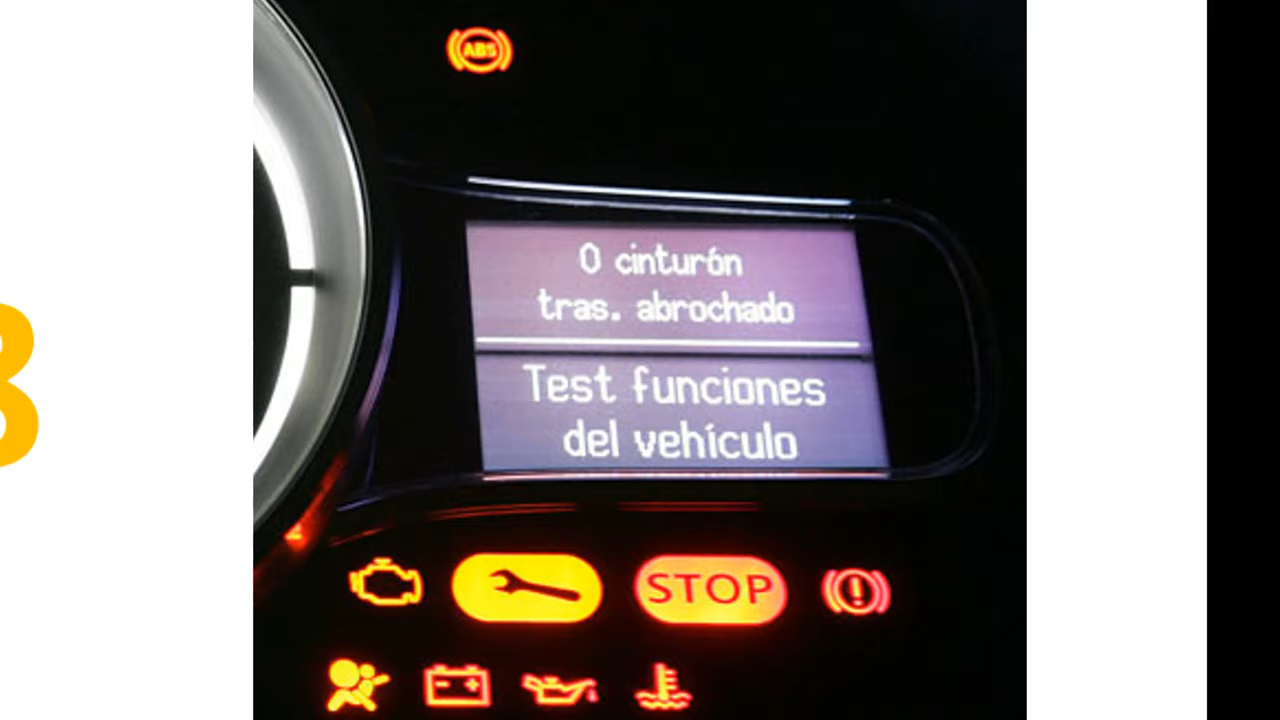 ABS
0 cinturón
tras. abrochado
Test funciones
del vehículo
STOP